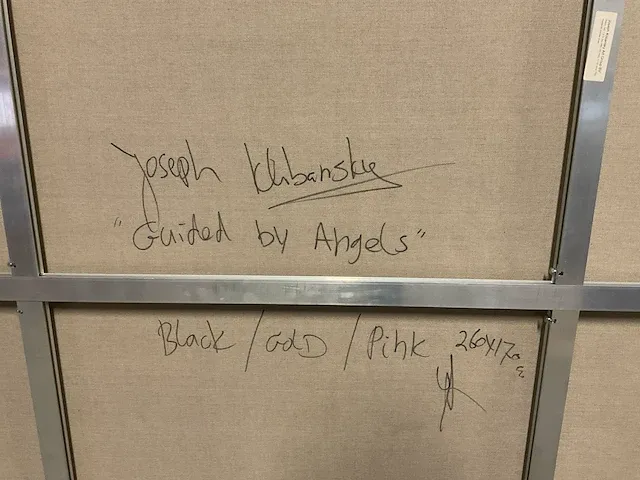 Joseph Klibansky
"Guided by Angels"
Black / GOLD / Pink 260x170